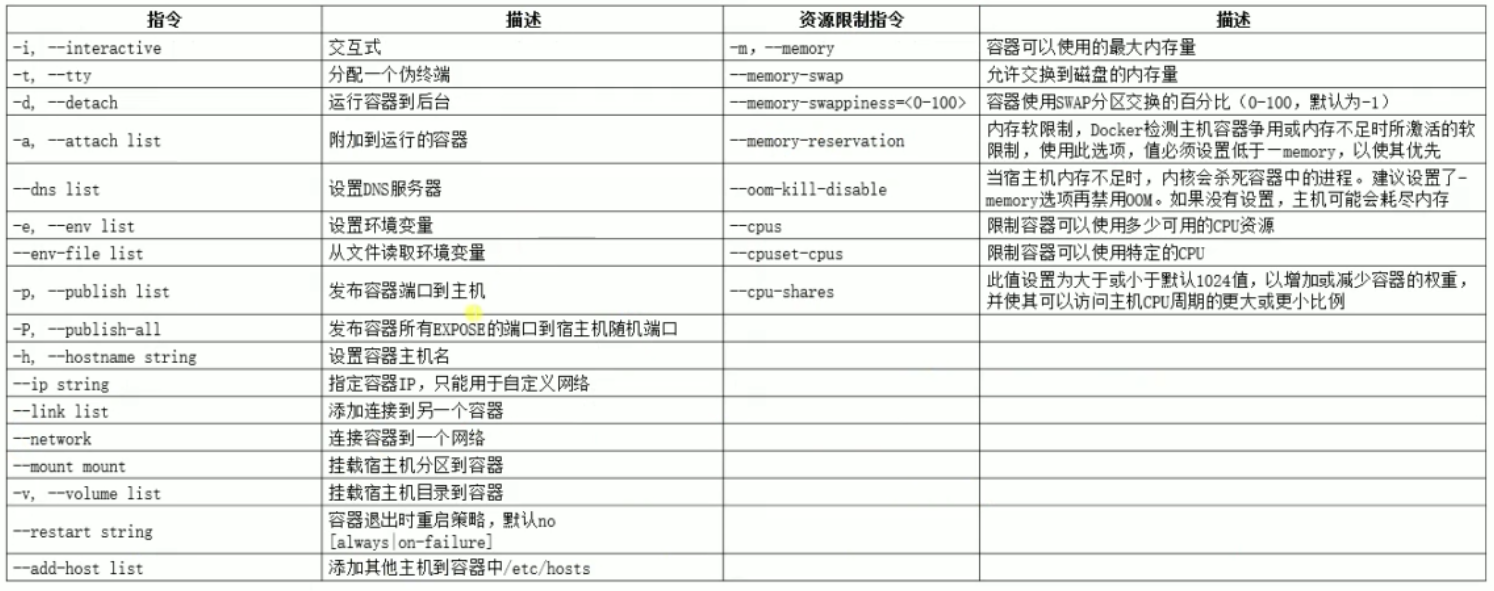 指令 描述 资源限制指令 描述
-i, --interactive 交互式 -m, --memory 容器可以使用的最大内存量
-t, --tty 分配一个伪终端 --memory-swap 允许交换到磁盘的内存量
-d, --detach 运行容器到后台 --memory-swappiness=<0-100> 容器使用SWAP分区交换的百分比（0-100，默认为-1）
-a, --attach list 附加到运行的容器 --memory-reservation 内存软限制，Docker检测主机容器争用或内存不足时所激活的软
限制，使用此选项，值必须设置低于—memory，以使其优先
--dns list 设置DNS服务器 --oom-kill-disable 当宿主机内存不足时，内核会杀死容器中的进程。建议设置了-
memory选项再禁用OOM。如果没有设置，主机可能会耗尽内存
-e, --env list 设置环境变量 --cpus 限制容器可以使用多少可用的CPU资源
--env-file list 从文件读取环境变量 --cpuset-cpus 限制容器可以使用特定的CPU
-p, --publish list 发布容器端口到主机 --cpu-shares 此值设置为大于或小于默认1024值，以增加或减少容器的权重，
并使其可以访问主机CPU周期的更大或更小比例
-P, --publish-all 发布容器所有EXPOSE的端口到宿主机随机端口
-h, --hostname string 设置容器主机名
--ip string 指定容器IP，只能用于自定义网络
--link list 添加连接到另一个容器
--network 连接容器到一个网络
--mount mount 挂载宿主机分区到容器
-v, --volume list 挂载宿主机目录到容器
--restart string 容器退出时重启策略，默认no
[always|on-failure]
--add-host list 添加其他主机到容器中/etc/hosts